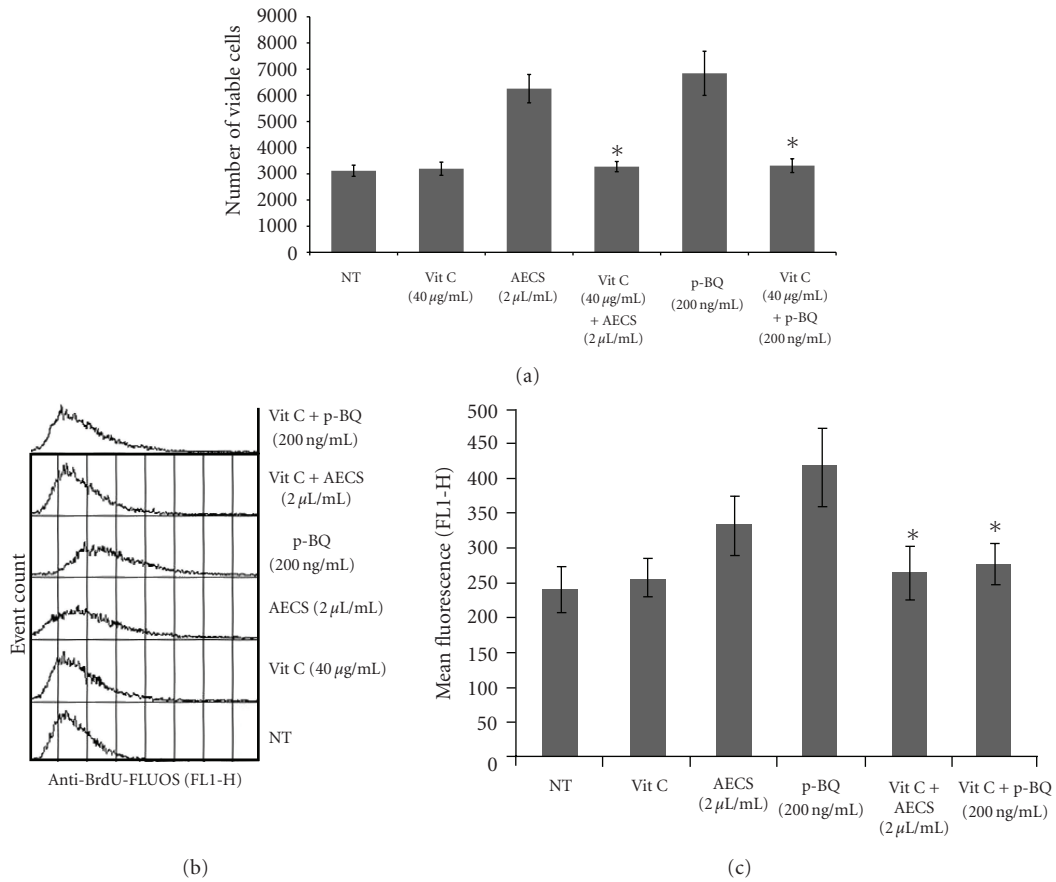 Number of viable cells
9000
8000
7000
6000
5000
4000
3000
2000
1000
0
*
*
NT
Vit C
(40 µg/mL)
AECS
(2 µL/mL)
Vit C
(40 µg/mL)
+ AECS
(2 µL/mL)
p-BQ
(200 ng/mL)
Vit C
(40 µg/mL)
+ p-BQ
(200 ng/mL)
(a)
Event count
Vit C + p-BQ
(200 ng/mL)
Vit C + AECS
(2 µL/mL)
p-BQ
(200 ng/mL)
AECS (2 µL/mL)
Vit C (40 µg/mL)
NT
Anti-BrdU-FLUOS (FL1-H)
(b)
Mean fluorescence (FL1-H)
500
450
400
350
300
250
200
150
100
50
0
*
*
NT
Vit C
AECS
(2 µL/mL)
p-BQ
(200 ng/mL)
Vit C +
AECS
(2 µL/mL)
Vit C + p-BQ
(200 ng/mL)
(c)